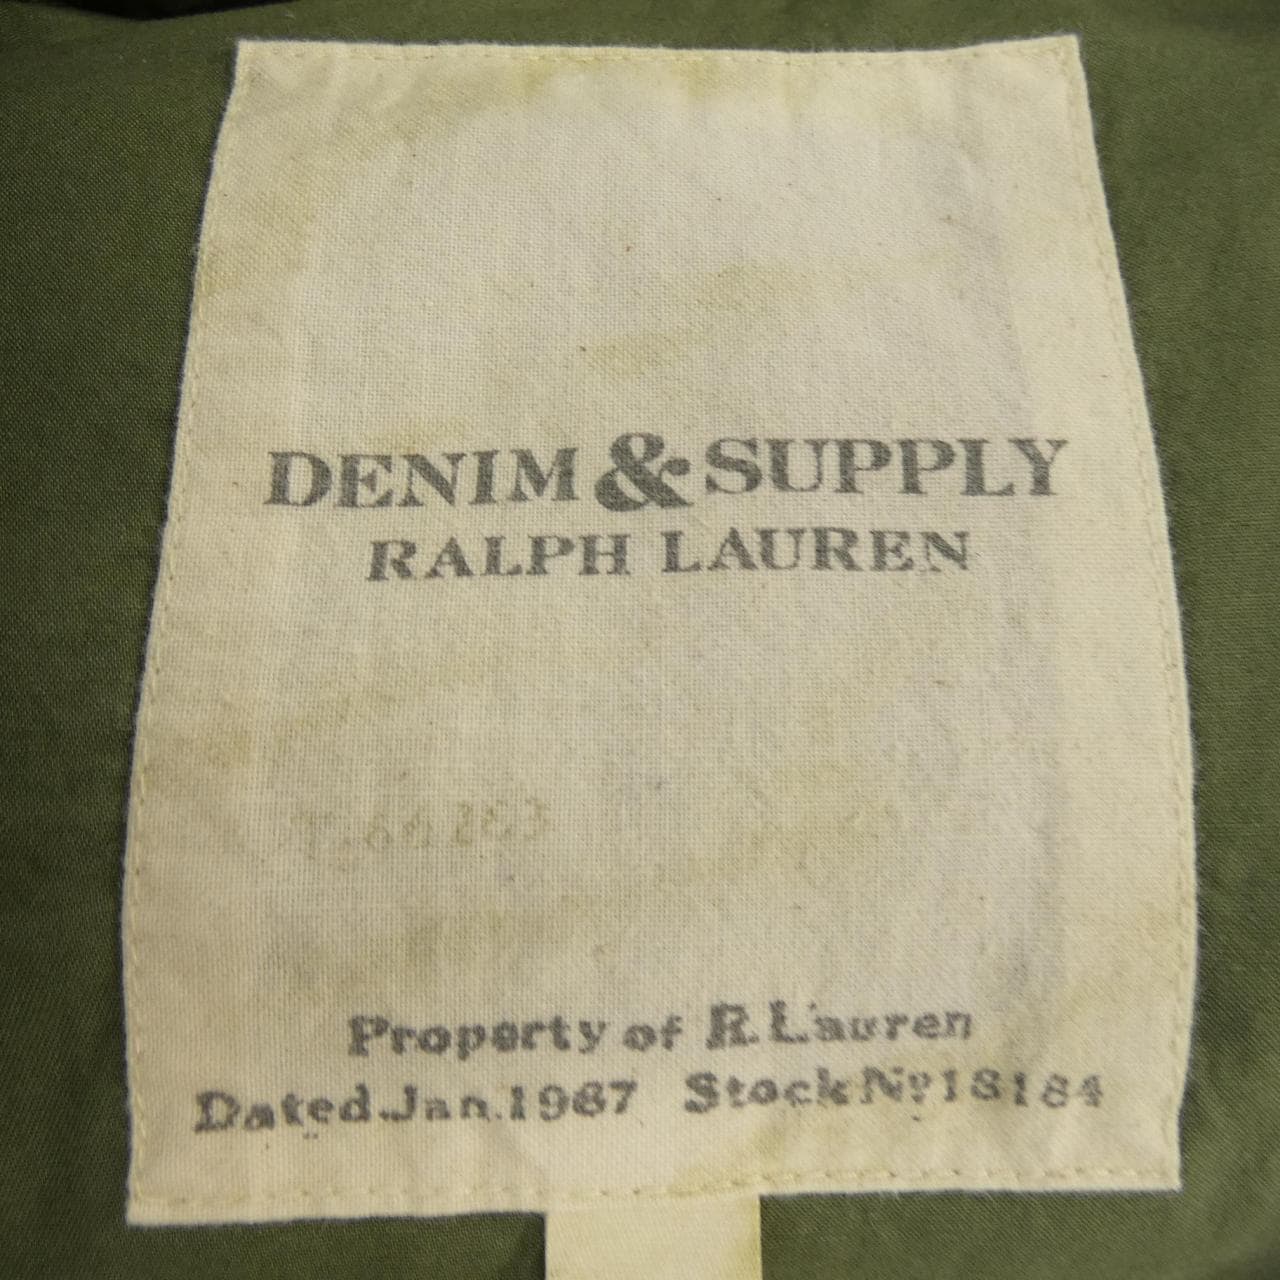 DENIM & SUPPLY
RALPH LAUREN
Property of R. Lauren
Dated.Jan.1967 Stock Nº 18184